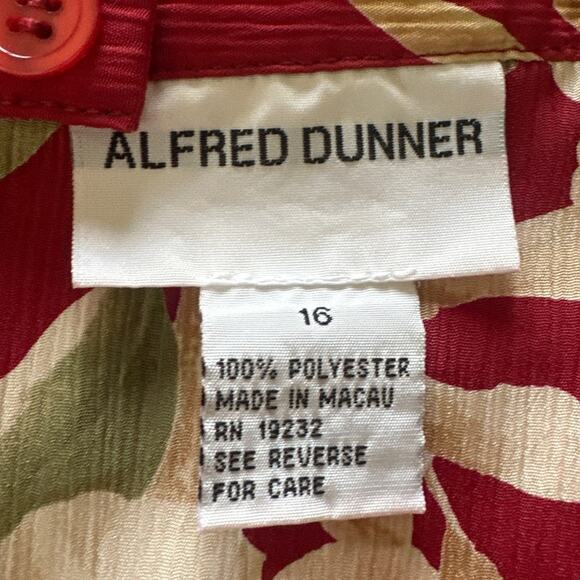 ALFRED DUNNER
16
100% POLYESTER
MADE IN MACAU
RN 19232
SEE REVERSE
FOR CARE